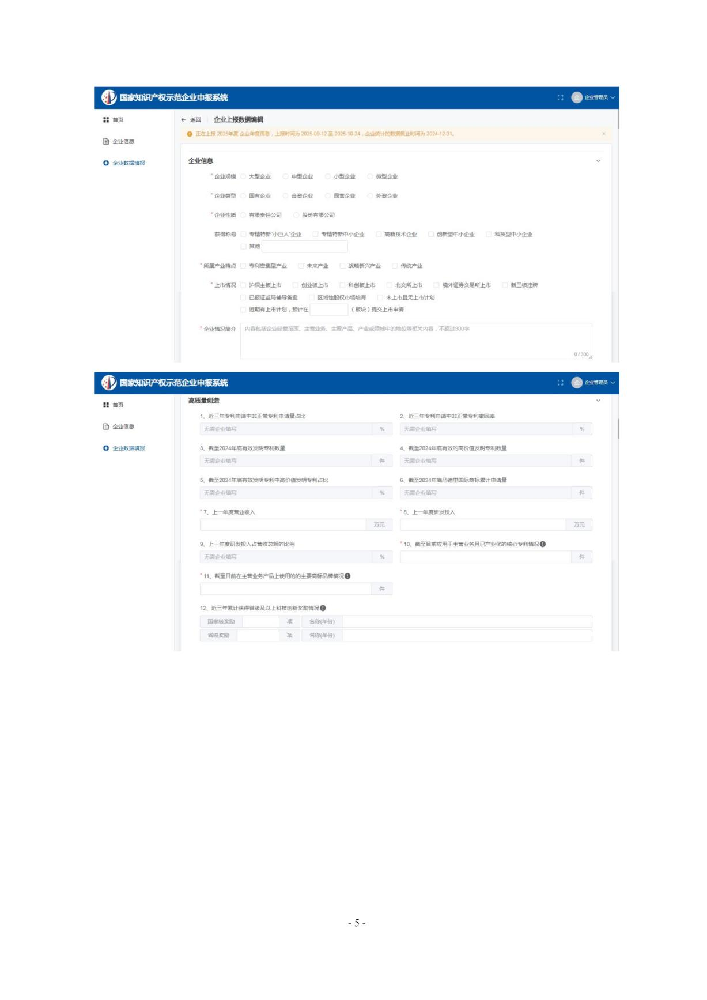 国家知识产权示范企业申报系统 企 企业管理员
首页
企业信息
企业数据填报
返回 企业上报数据编辑
正在上报 2025年度 企业年度信息，上报时间为 2025-09-12 至 2025-10-24，企业统计的数据截止时间为 2024-12-31。
企业信息
* 企业规模 大型企业 中型企业 小型企业 微型企业
* 企业类型 国有企业 合资企业 民营企业 外资企业
* 企业性质 有限责任公司 股份有限公司
获得称号 专精特新“小巨人”企业 专精特新中小企业 高新技术企业 创新型中小企业 科技型中小企业
其他
* 所属产业特点 专利密集型产业 未来产业 战略新兴产业 传统产业
* 上市情况 沪深主板上市 创业板上市 科创板上市 北交所上市 境外证券交易所上市 新三板挂牌
已报证监局辅导备案 区域性股权市场培育 未上市且无上市计划
近期有上市计划，预计在 （板块）提交上市申请
* 企业情况简介 内容包括企业经营范围、主营业务、主要产品、产业或领域中的地位等相关内容，不超过300字
0 / 300
国家知识产权示范企业申报系统 企 企业管理员
首页
企业信息
企业数据填报
高质量创造
1、近三年专利申请中非正常专利申请量占比 2、近三年专利申请中非正常专利撤回率
无需企业填写 % 无需企业填写 %
3、截至2024年底有效发明专利数量 4、截至2024年底有效的高价值发明专利数量
无需企业填写 件 无需企业填写 件
5、截至2024年底有效发明专利中高价值发明专利占比 6、截至2024年底马德里国际商标累计申请量
无需企业填写 % 无需企业填写 件
* 7、上一年度营业收入 * 8、上一年度研发投入
万元 万元
9、上一年度研发投入占营收总额的比例 * 10、截至目前应用于主营业务且已产业化的核心专利情况
无需企业填写 % 件
* 11、截至目前在主营业务产品上使用的的主要商标品牌情况
件
12、近三年累计获得省级及以上科技创新奖励情况
国家级奖励 项 名称(年份)
省级奖励 项 名称(年份)
- 5 -